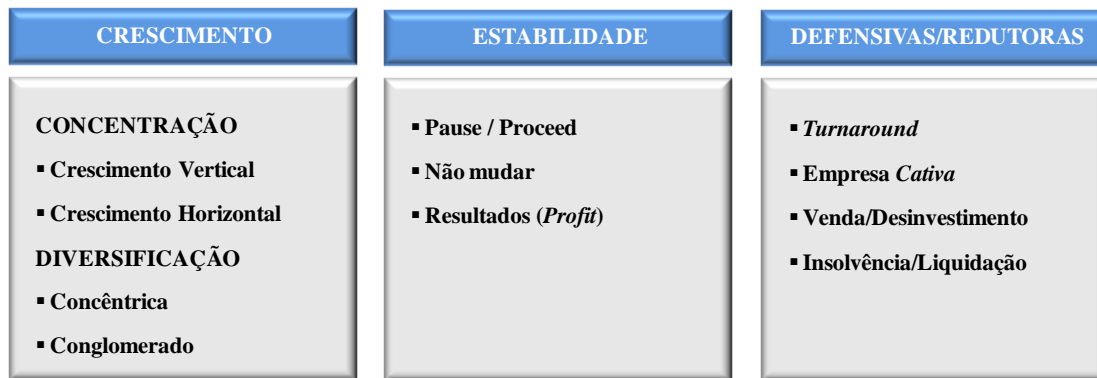 CRESCIMENTO
CONCENTRAÇÃO
▪ Crescimento Vertical
▪ Crescimento Horizontal
DIVERSIFICAÇÃO
▪ Concêntrica
▪ Conglomerado
ESTABILIDADE
▪ Pause / Proceed
▪ Não mudar
▪ Resultados (Profit)
DEFENSIVAS/REDUTORAS
▪ Turnaround
▪ Empresa Cativa
▪ Venda/Desinvestimento
▪ Insolvência/Liquidação